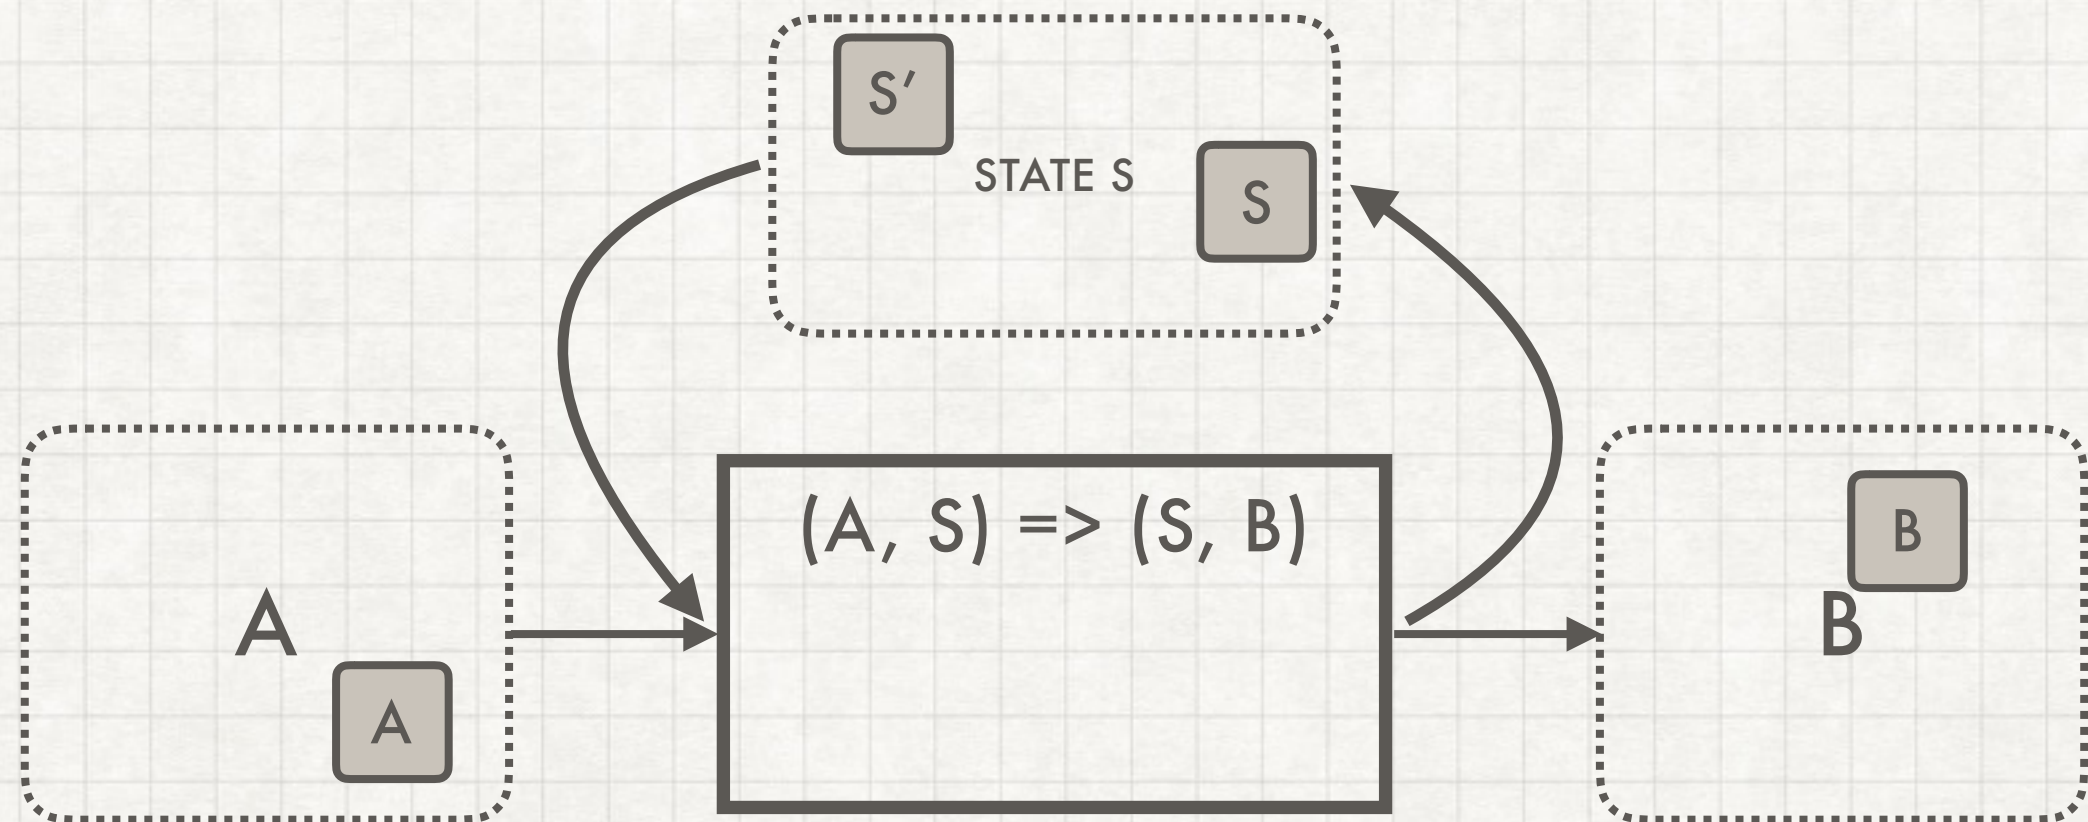 S′
STATE S
S
(A, S) => (S, B)
A
A
B
B